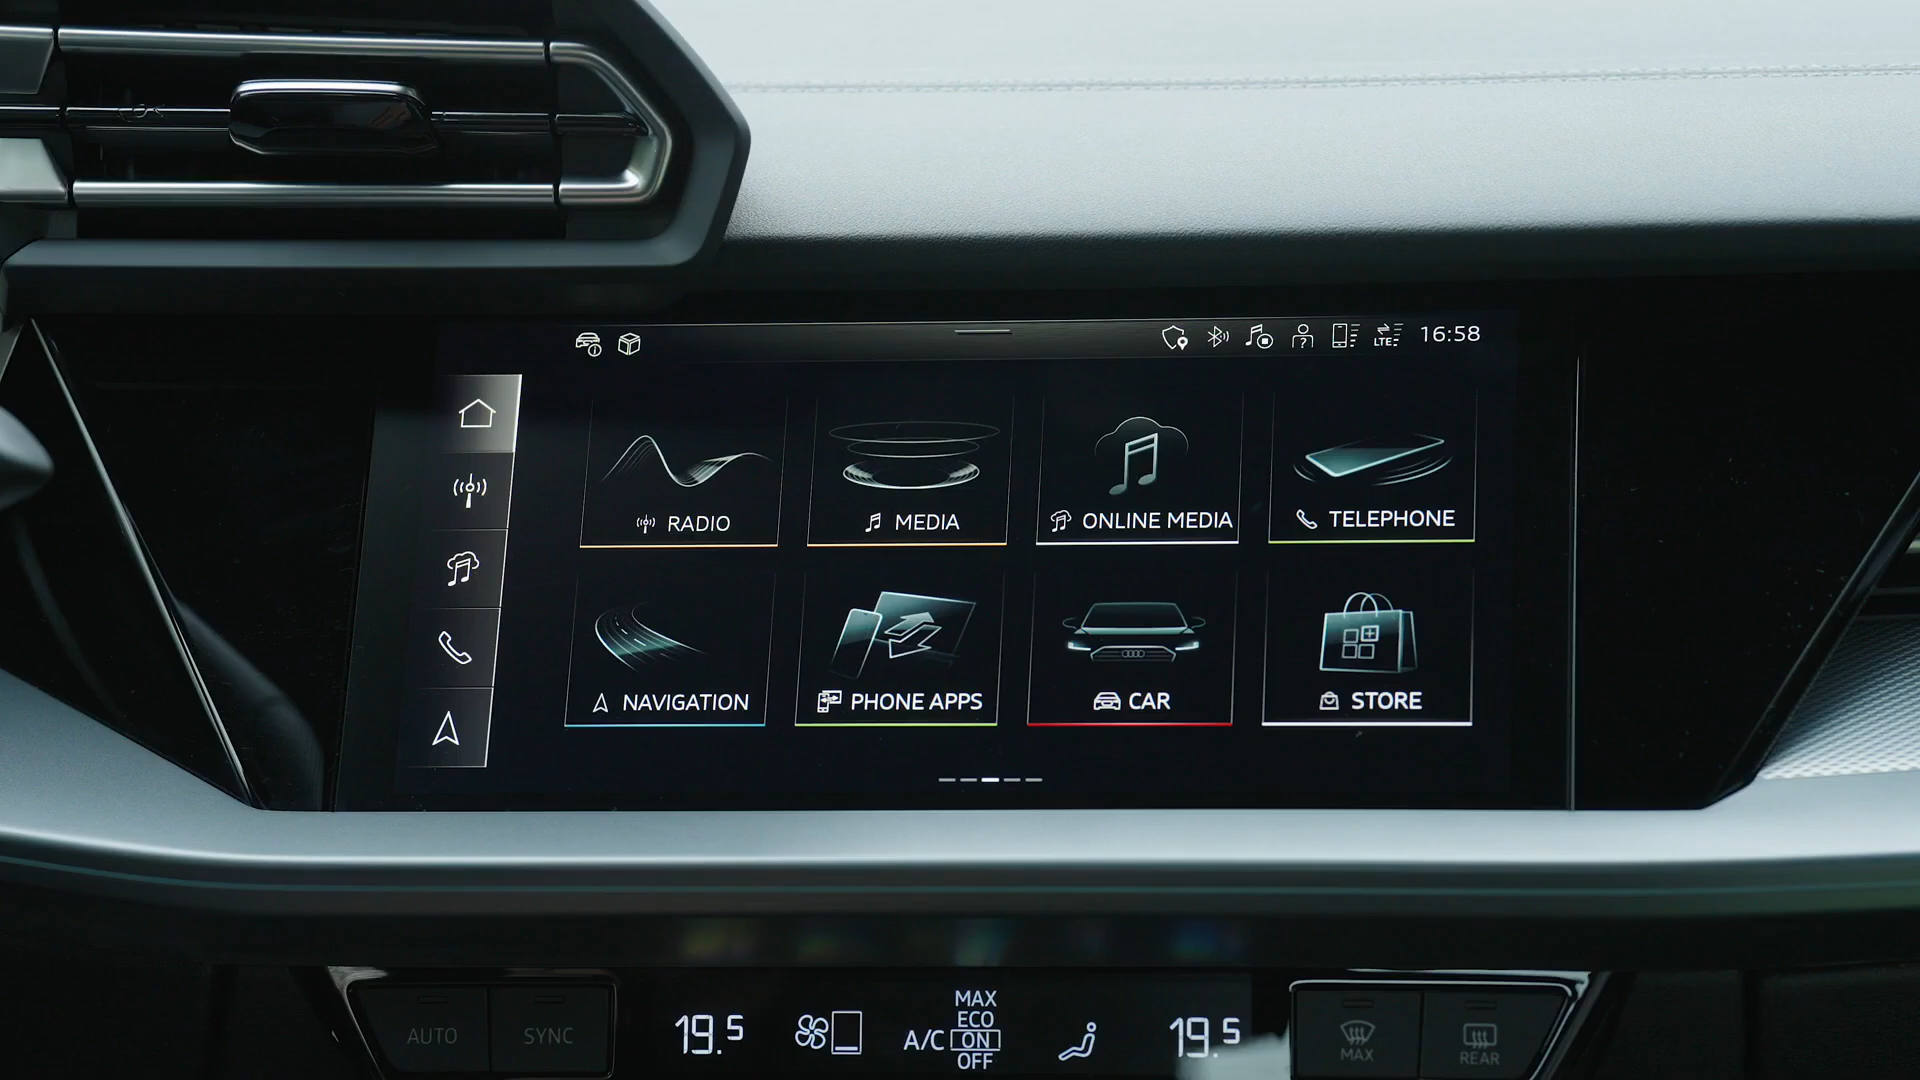 LTE 16:58
RADIO
MEDIA
ONLINE MEDIA
TELEPHONE
NAVIGATION
PHONE APPS
CAR
STORE
AUTO
SYNC
19.5
A/C
MAX
ECO
ON
OFF
19.5
MAX
REAR